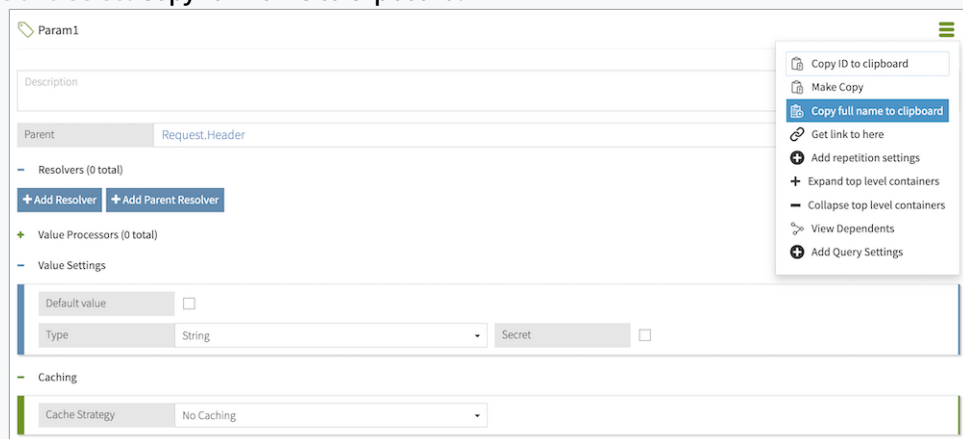 Param1
Copy ID to clipboard
Make Copy
Copy full name to clipboard
Get link to here
Add repetition settings
Expand top level containers
Collapse top level containers
View Dependents
Add Query Settings
Description
Parent Request.Header
Resolvers (0 total)
Add Resolver Add Parent Resolver
Value Processors (0 total)
Value Settings
Default value
Type String Secret
Caching
Cache Strategy No Caching